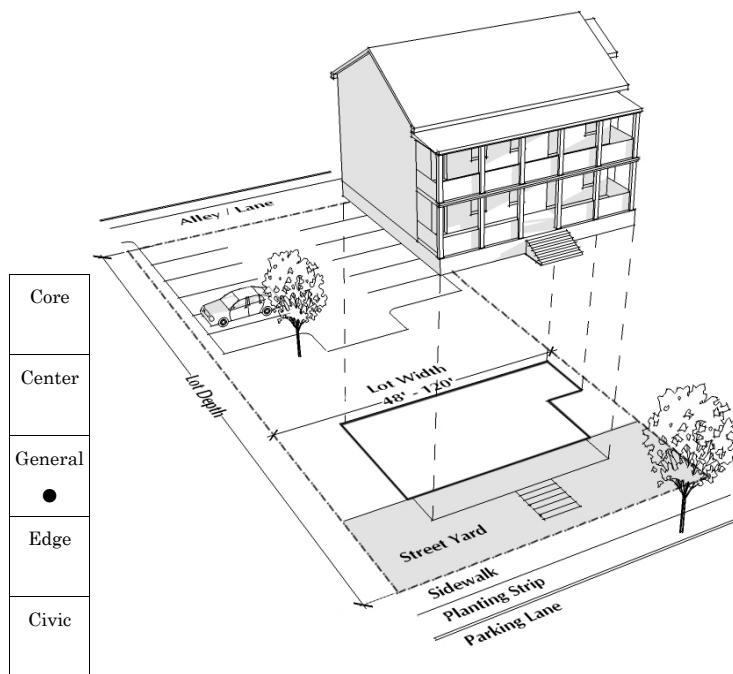 Alley / Lane
Core
Center
General
Edge
Civic
Lot Depth
Lot Width
48' - 120'
Street Yard
Sidewalk
Planting Strip
Parking Lane